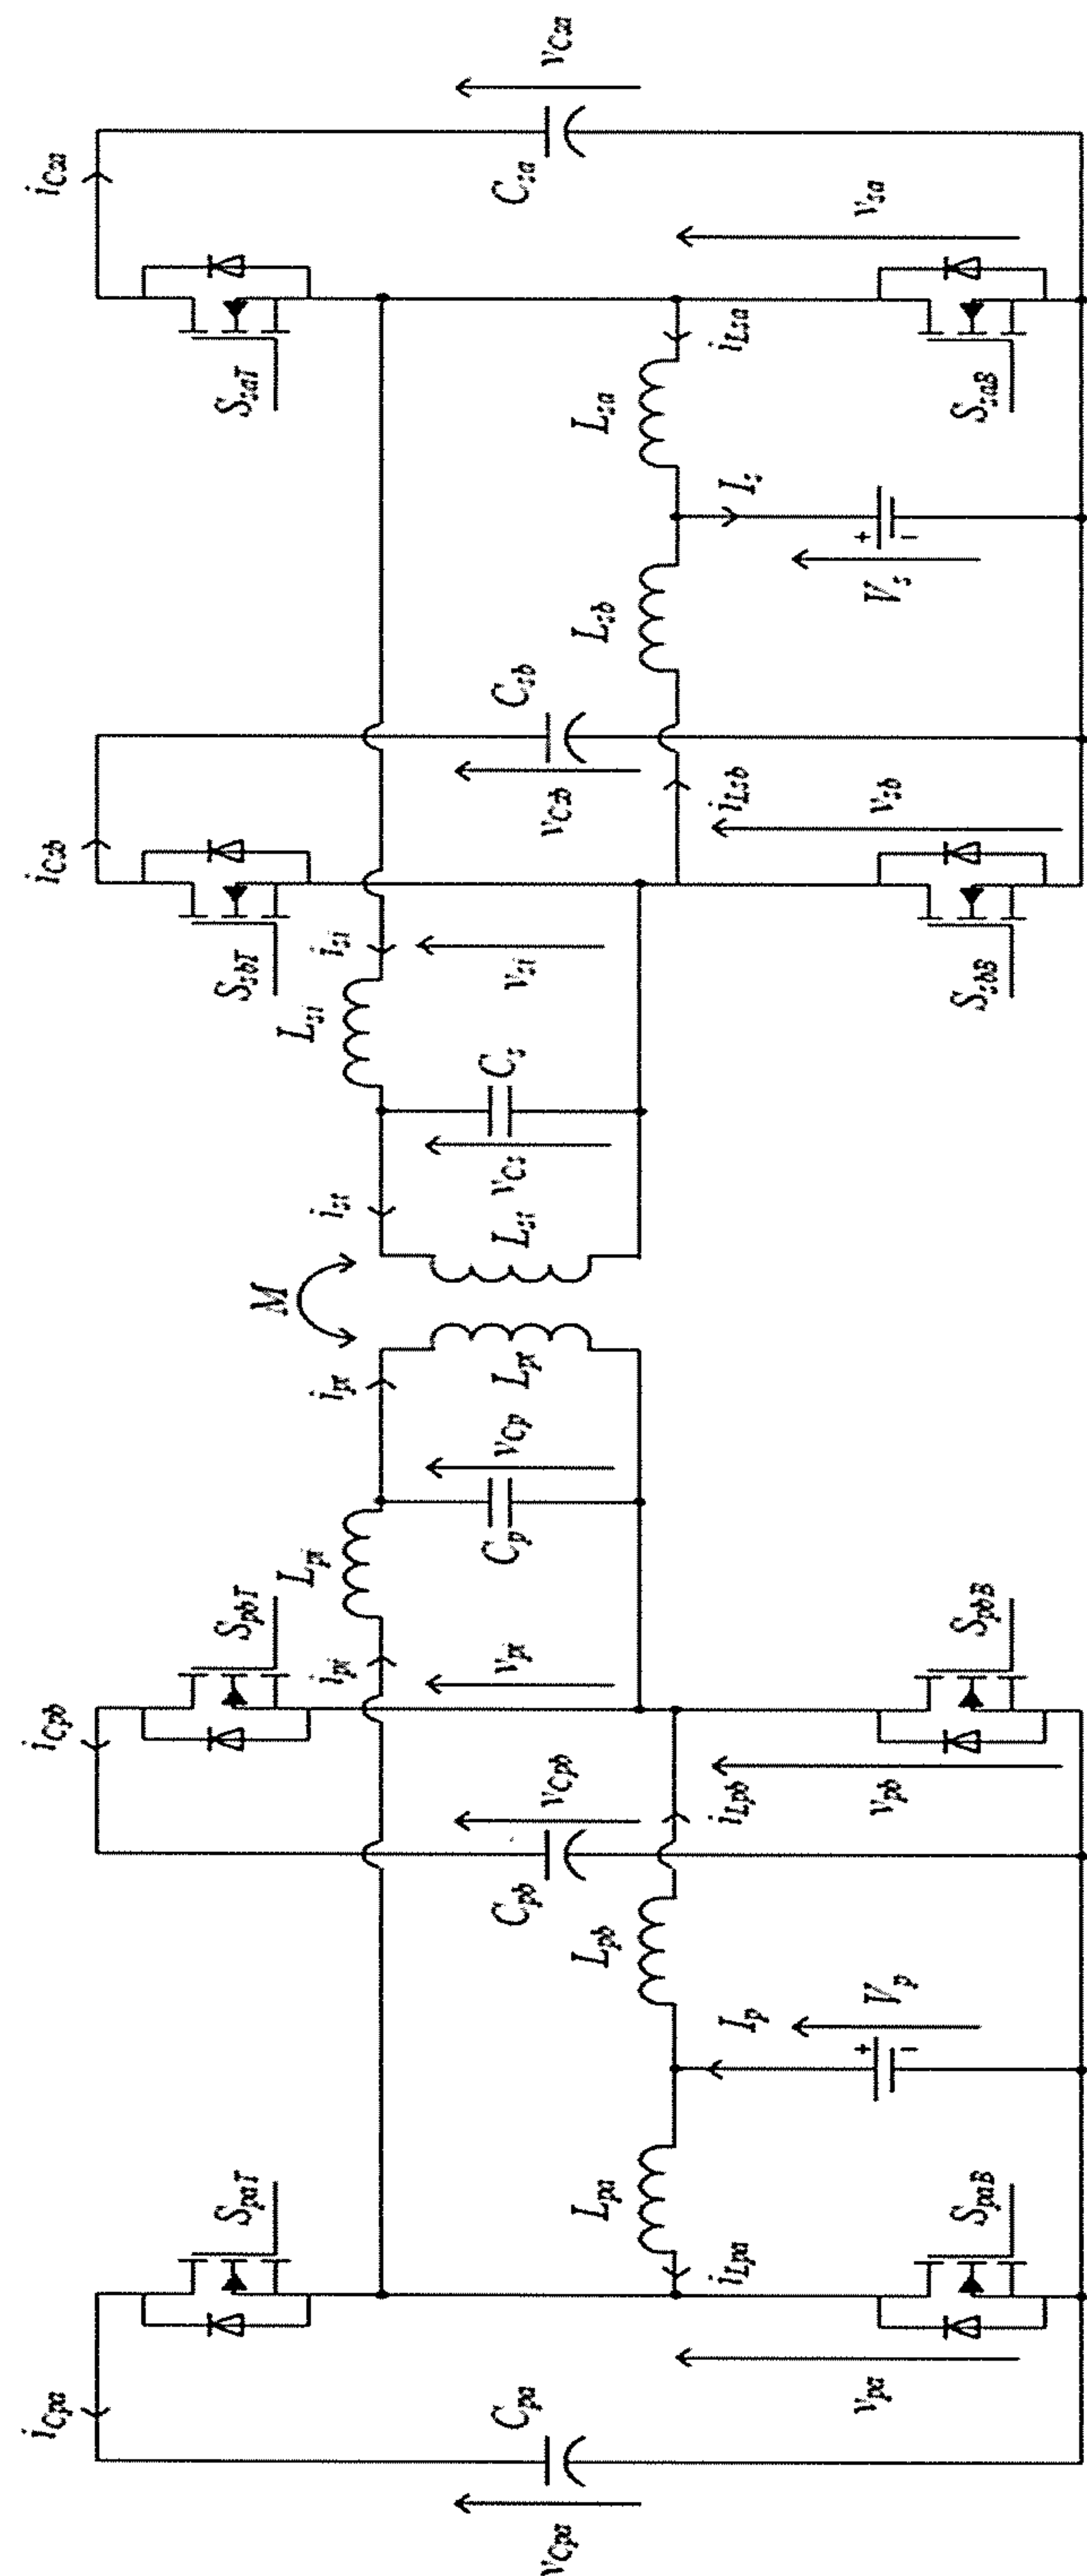 i_Cpa
i_Cpb
M
i_Csb
i_Csa
S_paT
S_pbT
S_sbT
S_saT
L_pi
L_si
i_pi
i_pt
i_st
i_si
v_Cpa
C_pa
C_pb
v_Cpb
v_pi
C_p
v_Cp
L_pt
L_st
v_Cs
C_s
v_si
v_Csb
C_sb
C_sa
v_Csa
L_pa
L_pb
L_sb
L_sa
i_Lpa
I_p
i_Lpb
i_Lsb
I_s
i_Lsa
v_pa
S_paB
+
−
V_p
v_pb
S_pbB
S_sbB
v_sb
V_s
+
−
S_saB
v_sa